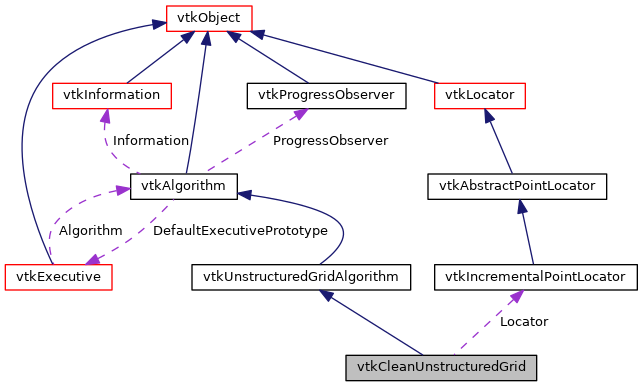 vtkObject
vtkInformation
vtkProgressObserver
vtkLocator
Information
ProgressObserver
vtkAlgorithm
vtkAbstractPointLocator
Algorithm
DefaultExecutivePrototype
vtkExecutive
vtkUnstructuredGridAlgorithm
vtkIncrementalPointLocator
Locator
vtkCleanUnstructuredGrid